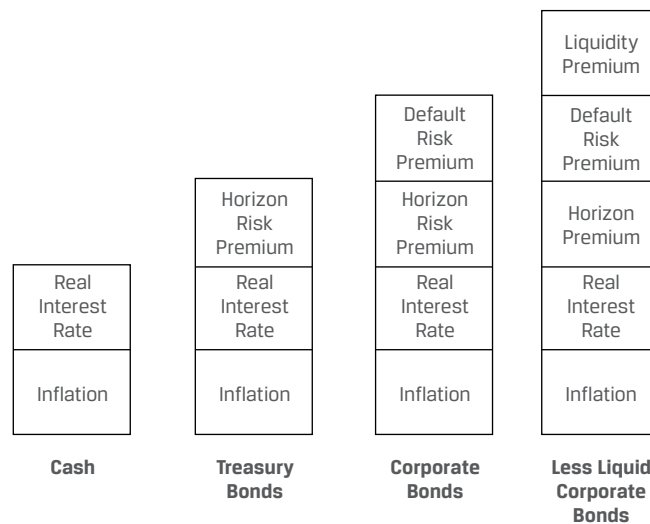 Liquidity
Premium
Default
Risk
Premium
Default
Risk
Premium
Horizon
Risk
Premium
Horizon
Risk
Premium
Horizon
Premium
Real
Interest
Rate
Real
Interest
Rate
Real
Interest
Rate
Real
Interest
Rate
Inflation
Inflation
Inflation
Inflation
Cash
Treasury
Bonds
Corporate
Bonds
Less Liquid
Corporate
Bonds